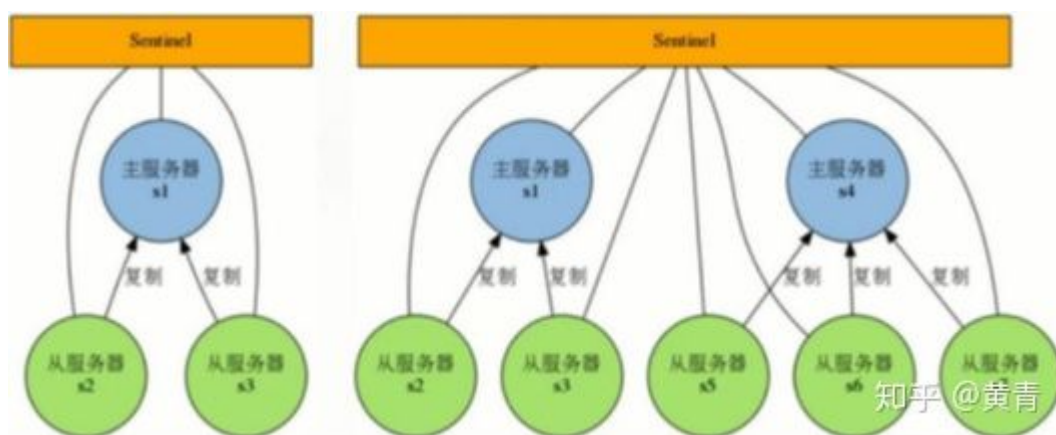 Sentinel
Sentinel
主服务器
s1
主服务器
s1
主服务器
s4
复制
复制
复制
复制
复制
复制
复制
从服务器
s2
从服务器
s3
从服务器
s2
从服务器
s3
从服务器
s5
从服务器
s6
从服务器
知乎 @黄青